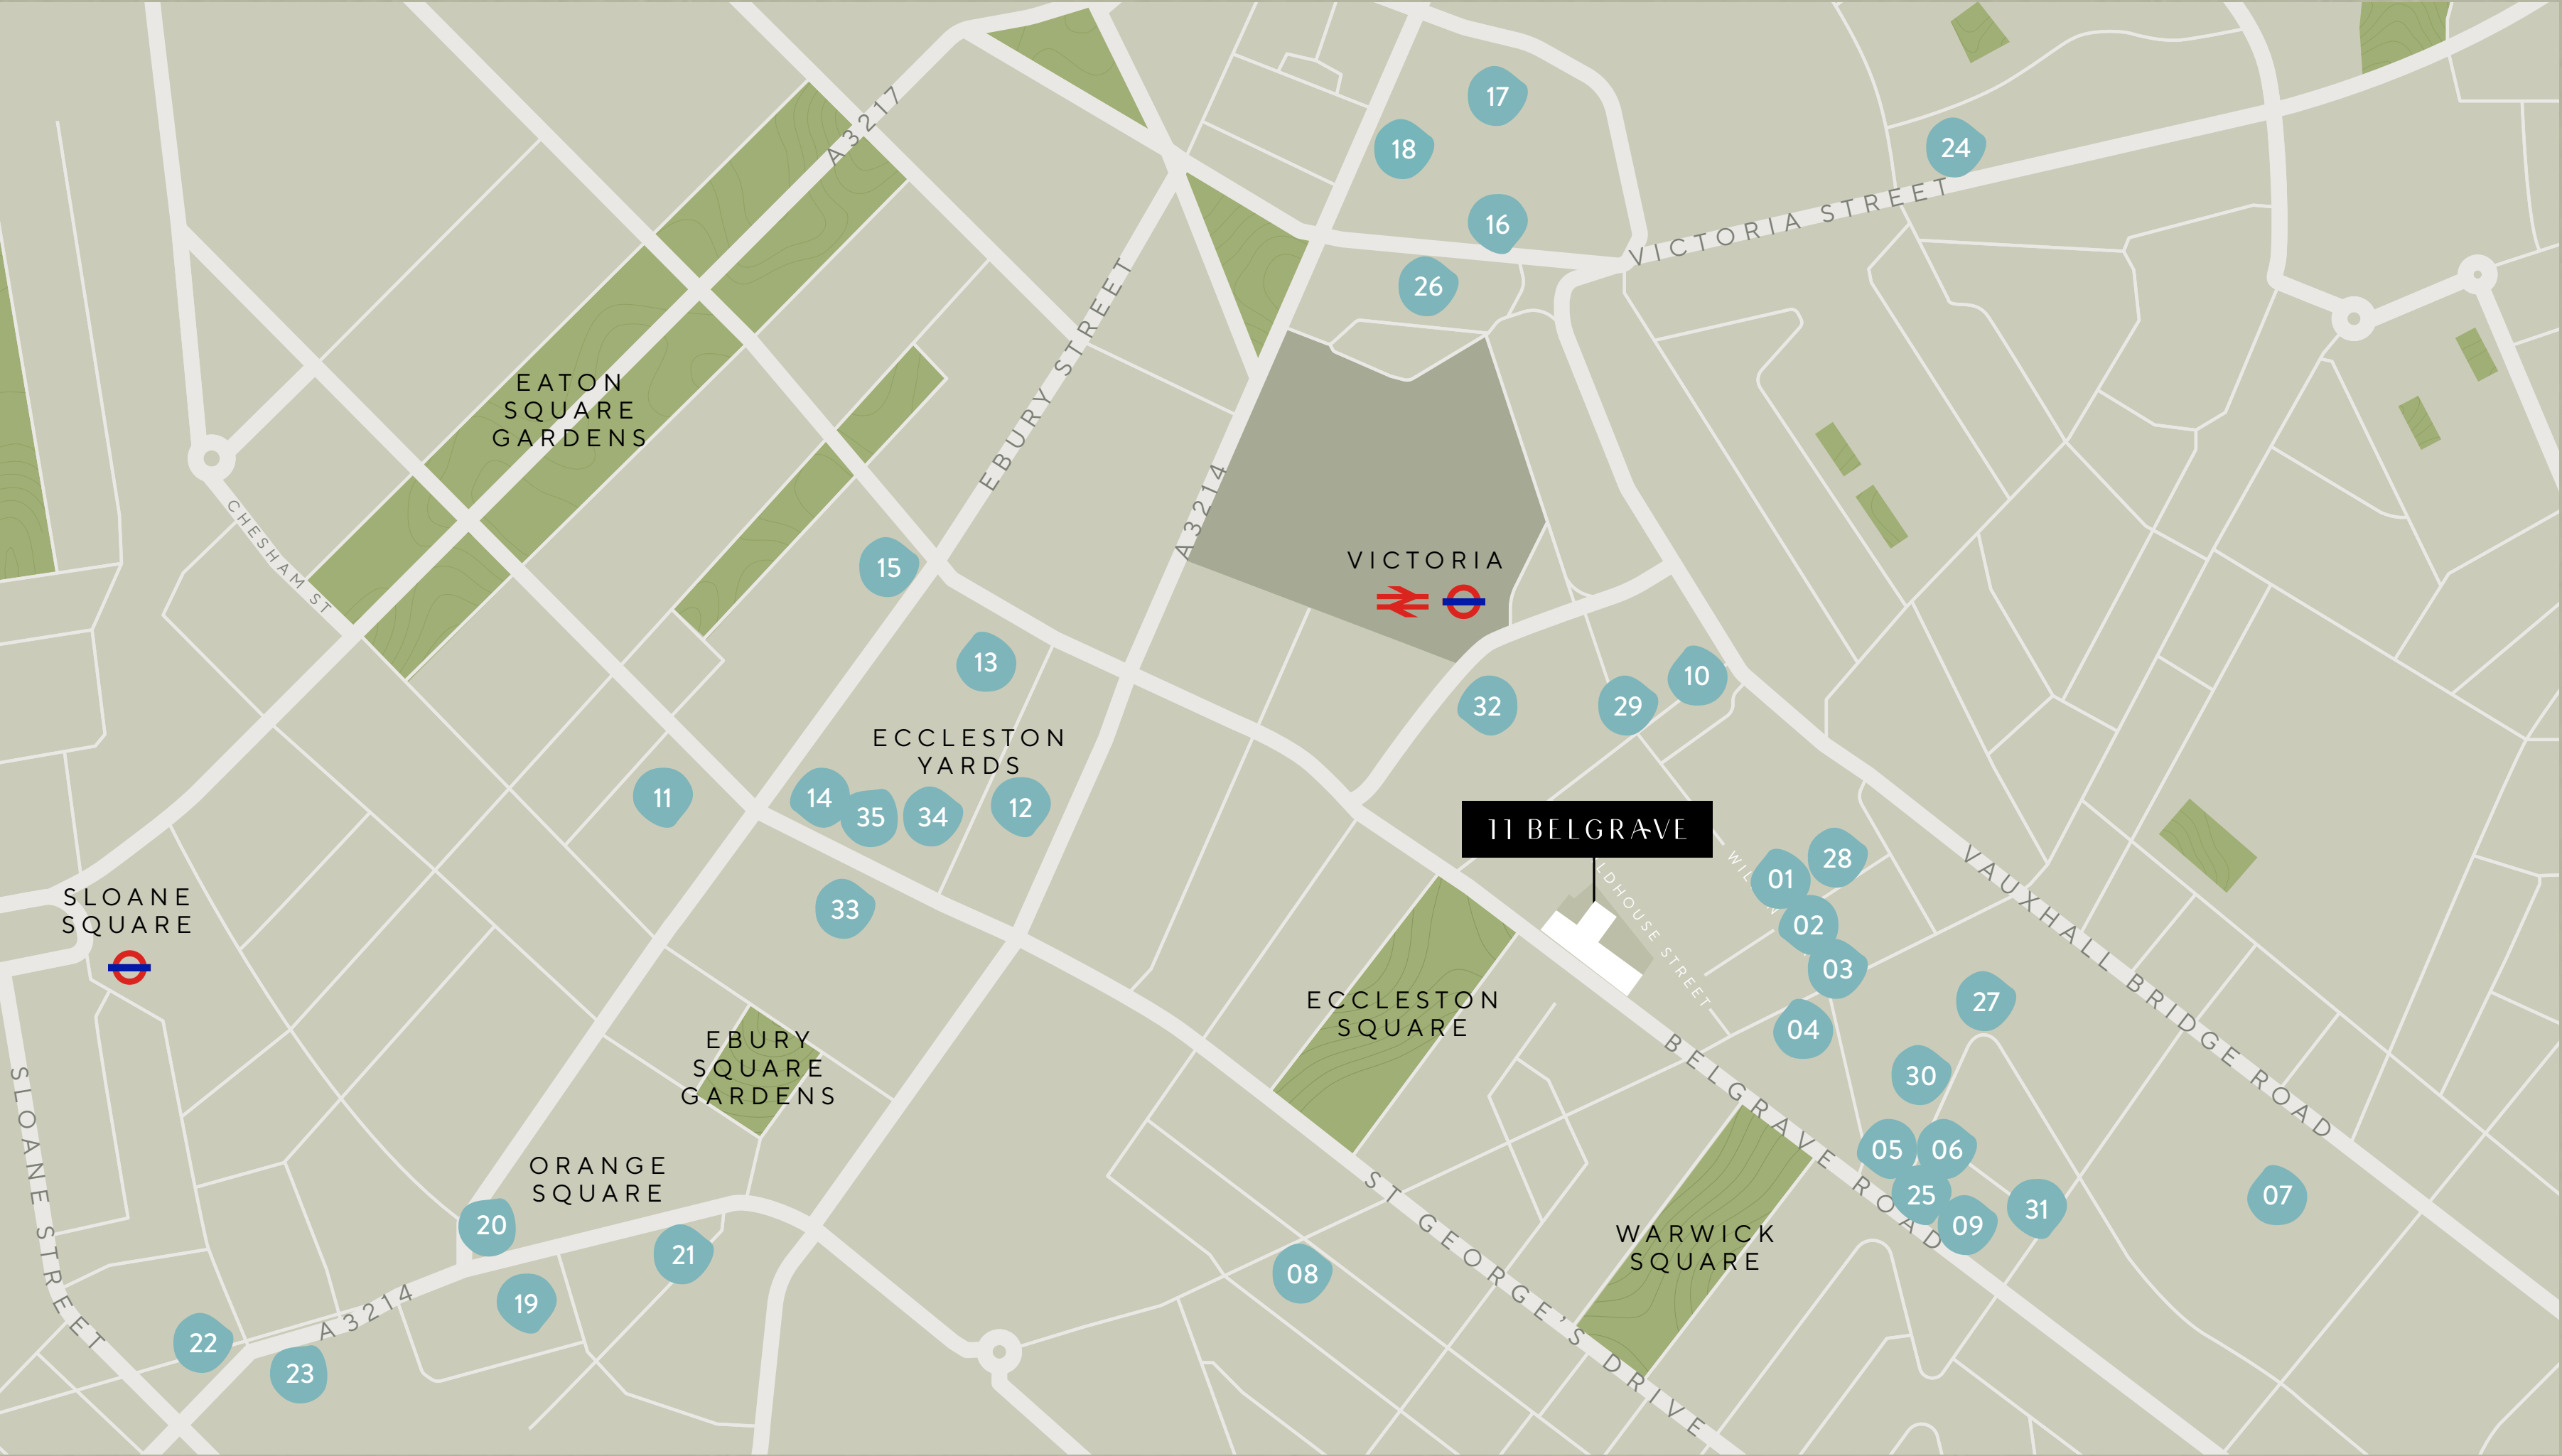 17
A3217
18
24
VICTORIA STREET
16
26
EBURY STREET
EATON
SQUARE
GARDENS
A3214
CHESHAM ST
15
VICTORIA
13
32
29
10
ECCLESTON
YARDS
11
14
35
34
12
11 BELGRAVE
28
01
02
03
04
VAUXHALL BRIDGE ROAD
33
SLOANE
SQUARE
ECCLESTON
SQUARE
27
EBURY
SQUARE
GARDENS
BELGRAVE ROAD
30
05
06
25
09
31
07
SLOANE STREET
ORANGE
SQUARE
20
21
19
A3214
22
23
08
ST GEORGE'S DRIVE
WARWICK
SQUARE